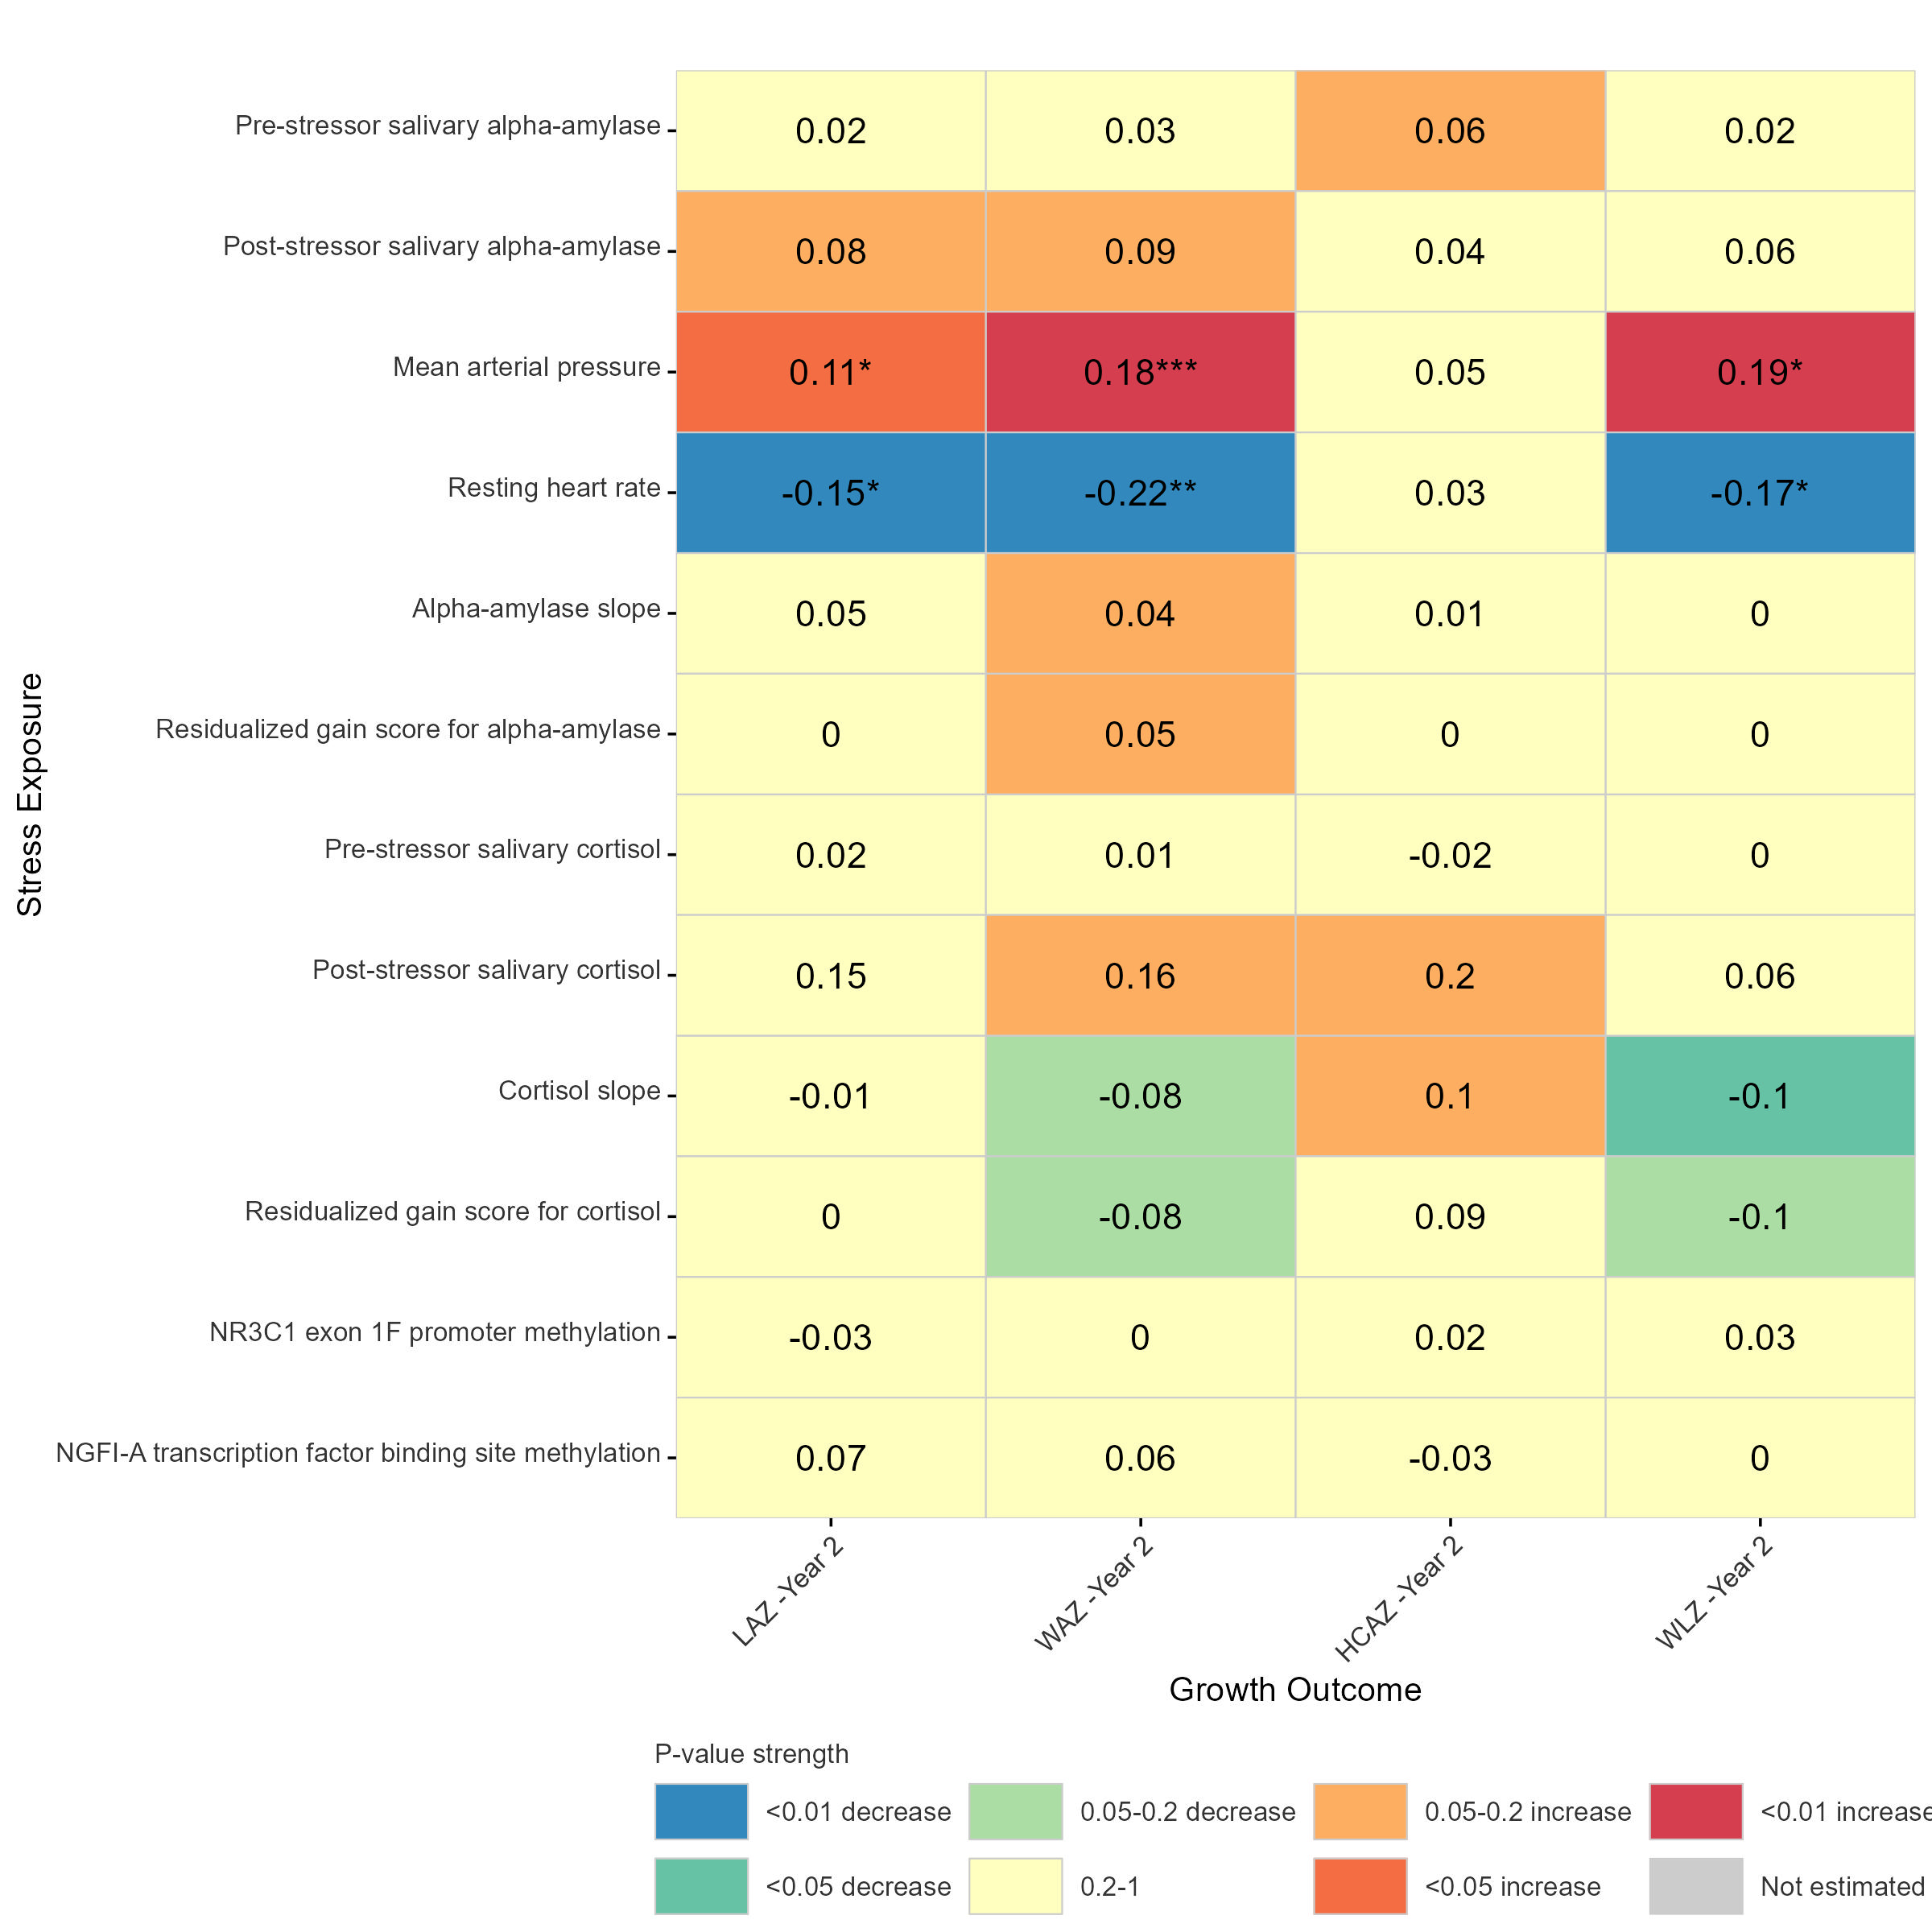 Pre-stressor salivary alpha-amylase 0.02 0.03 0.06 0.02
Post-stressor salivary alpha-amylase 0.08 0.09 0.04 0.06
Mean arterial pressure 0.11* 0.18*** 0.05 0.19*
Resting heart rate -0.15* -0.22** 0.03 -0.17*
Alpha-amylase slope 0.05 0.04 0.01 0
Residualized gain score for alpha-amylase 0 0.05 0 0
Pre-stressor salivary cortisol 0.02 0.01 -0.02 0
Post-stressor salivary cortisol 0.15 0.16 0.2 0.06
Cortisol slope -0.01 -0.08 0.1 -0.1
Residualized gain score for cortisol 0 -0.08 0.09 -0.1
NR3C1 exon 1F promoter methylation -0.03 0 0.02 0.03
NGFI-A transcription factor binding site methylation 0.07 0.06 -0.03 0
Stress Exposure
LAZ -Year 2 WAZ -Year 2 HCAZ -Year 2 WLZ -Year 2
Growth Outcome
P-value strength
<0.01 decrease 0.05-0.2 decrease 0.05-0.2 increase <0.01 increase
<0.05 decrease 0.2-1 <0.05 increase Not estimated